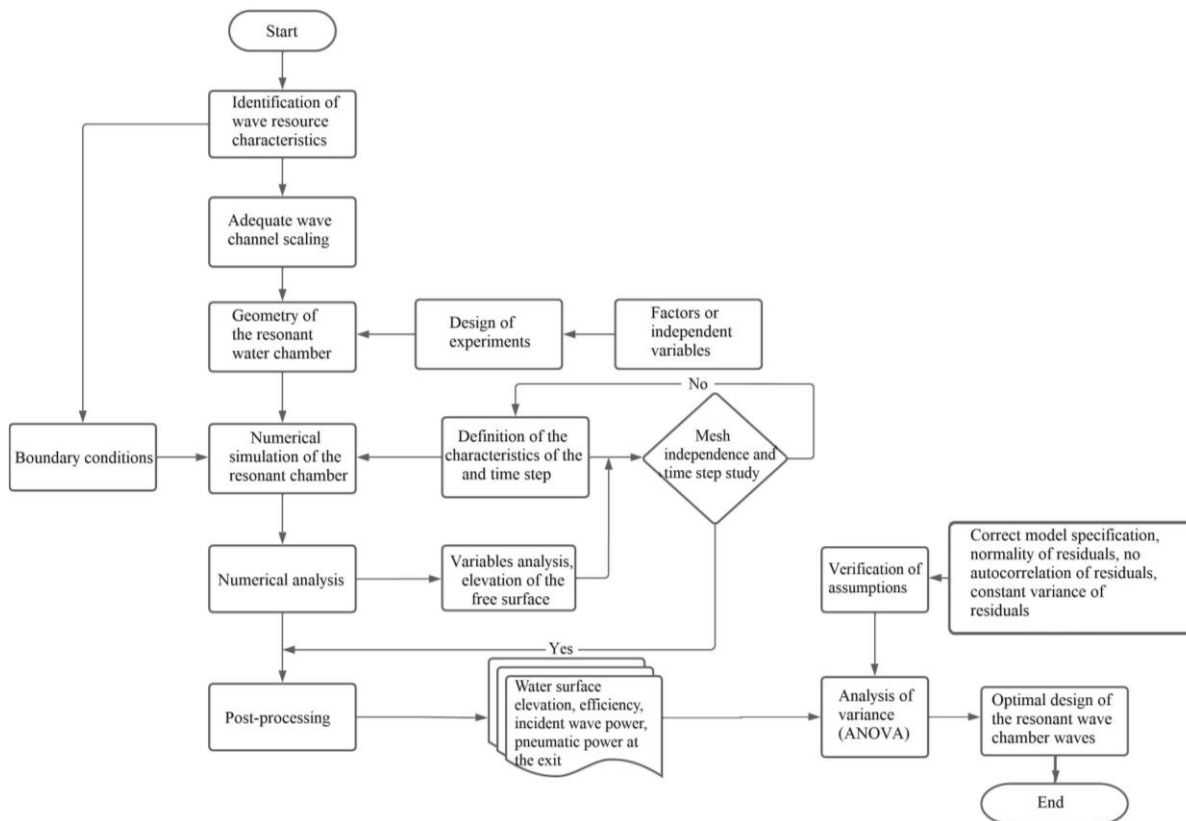 Start
Identification of
wave resource
characteristics
Adequate wave
channel scaling
Geometry of
the resonant
water chamber
Design of
experiments
Factors or
independent
variables
No
Boundary conditions
Numerical
simulation of the
resonant chamber
Definition of the
characteristics of the
and time step
Mesh
independence and
time step study
Numerical analysis
Variables analysis,
elevation of the
free surface
Verification of
assumptions
Correct model specification,
normality of residuals, no
autocorrelation of residuals,
constant variance of
residuals
Yes
Post-processing
Water surface
elevation, efficiency,
incident wave power,
pneumatic power at
the exit
Analysis of
variance
(ANOVA)
Optimal design of
the resonant wave
chamber waves
End